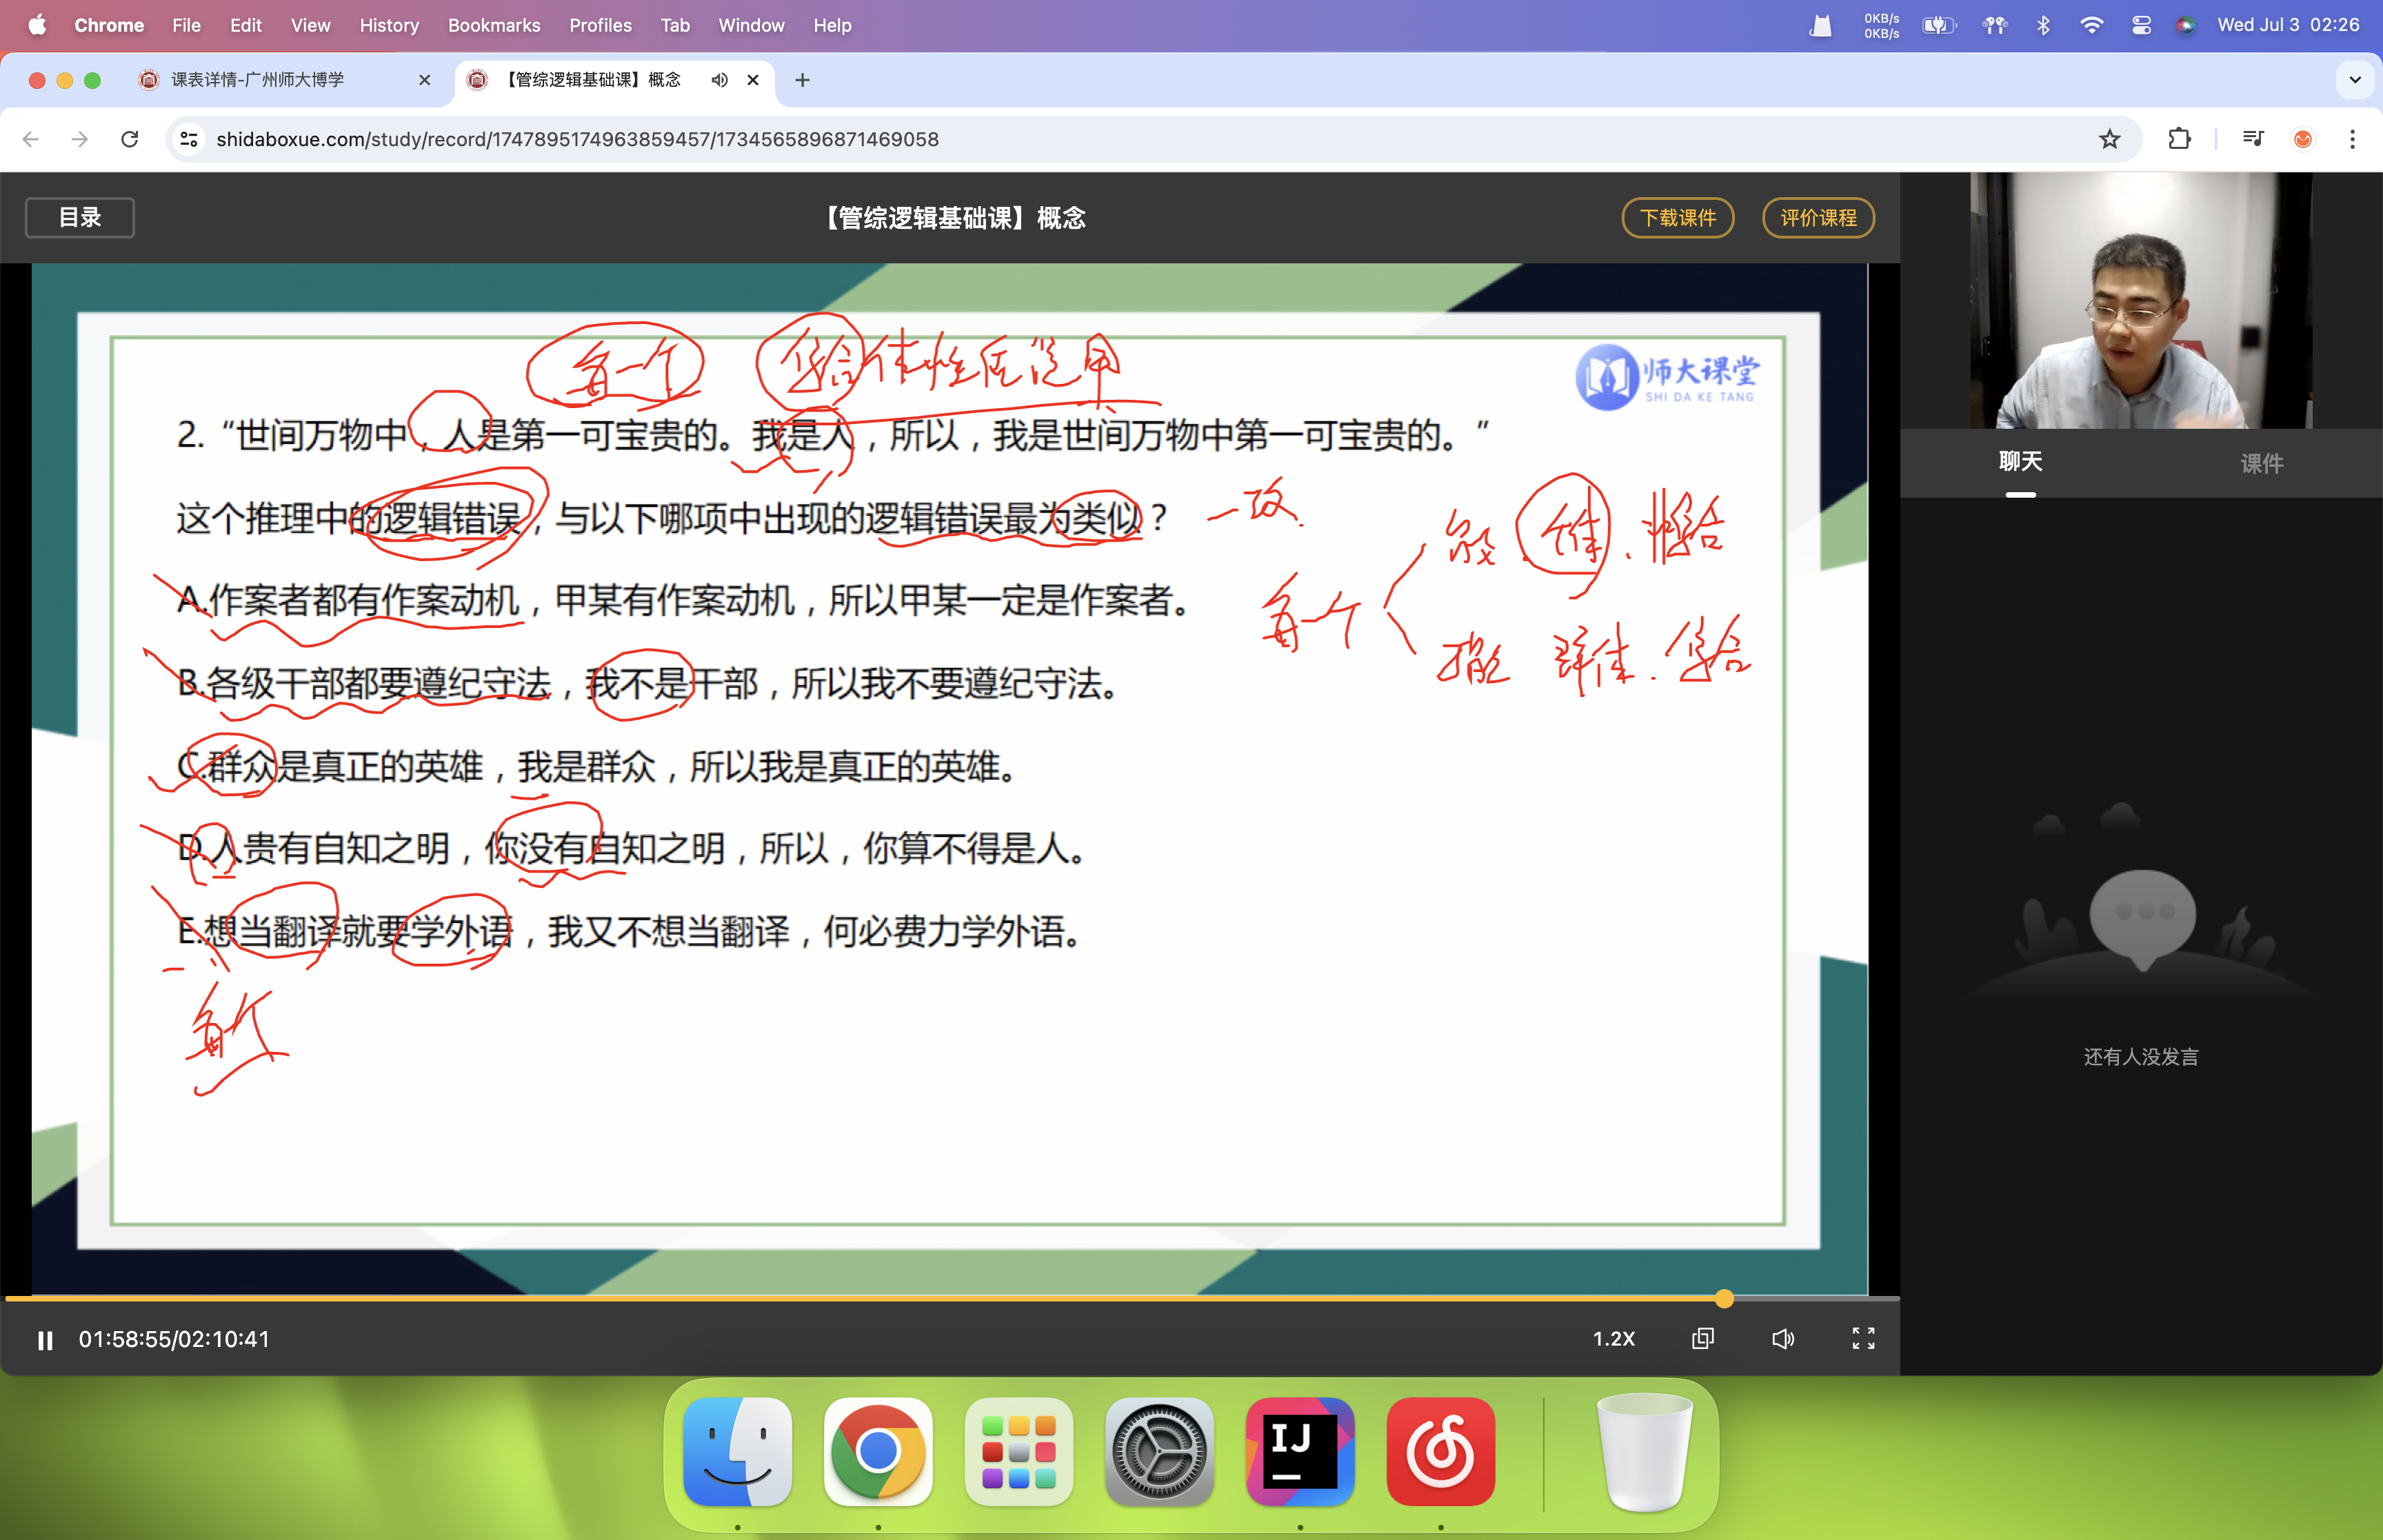 Chrome File Edit View History Bookmarks Profiles Tab Window Help
0KB/s
0KB/s
Wed Jul 3 02:26
课表详情-广州师大博学
【管综逻辑基础课】概念
shidaboxue.com/study/record/1747895174963859457/1734565896871469058
目录
【管综逻辑基础课】概念
下载课件
评价课程
每一个
集合体性质误用
师大课堂
SHI DA KE TANG
2.“世间万物中，人是第一可宝贵的。我是人，所以，我是世间万物中第一可宝贵的。”
这个推理中的逻辑错误，与以下哪项中出现的逻辑错误最为类似？
一致.
A.作案者都有作案动机，甲某有作案动机，所以甲某一定是作案者。
每一个
个体、非集合
群体.集合
B.各级干部都要遵纪守法，我不是干部，所以我不要遵纪守法。
C.群众是真正的英雄，我是群众，所以我是真正的英雄。
D.人贵有自知之明，你没有自知之明，所以，你算不得是人。
E.想当翻译就要学外语，我又不想当翻译，何必费力学外语。
聊天
课件
还有人没发言
01:58:55/02:10:41
1.2X
IJ